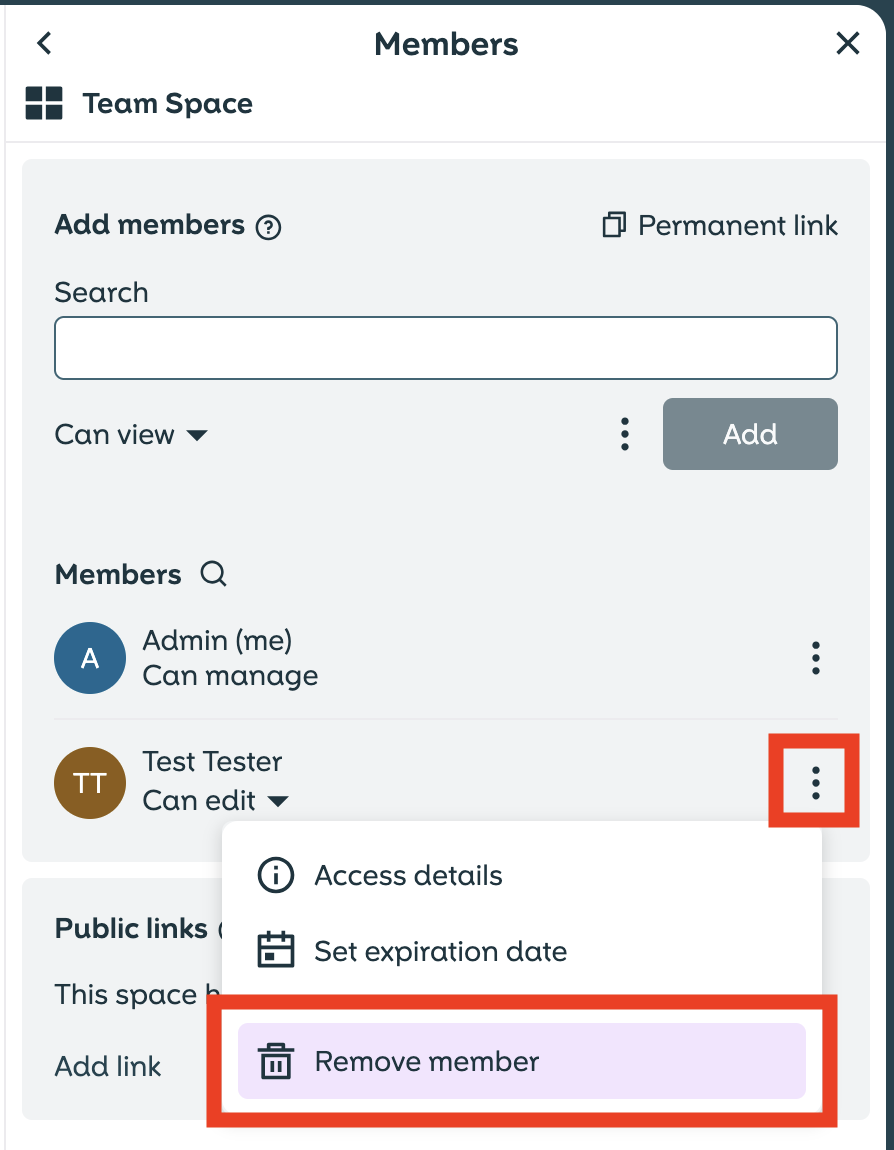 Members
Team Space
Add members
Permanent link
Search
Can view
Add
Members
A
Admin (me)
Can manage
TT
Test Tester
Can edit
Access details
Set expiration date
Remove member
Public links
This space h
Add link